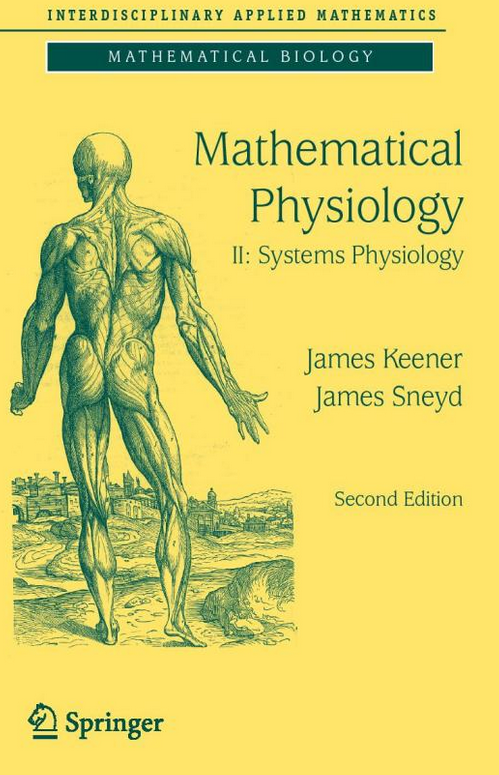 INTERDISCIPLINARY APPLIED MATHEMATICS
MATHEMATICAL BIOLOGY
Mathematical
Physiology
II: Systems Physiology
James Keener
James Sneyd
Second Edition
Springer